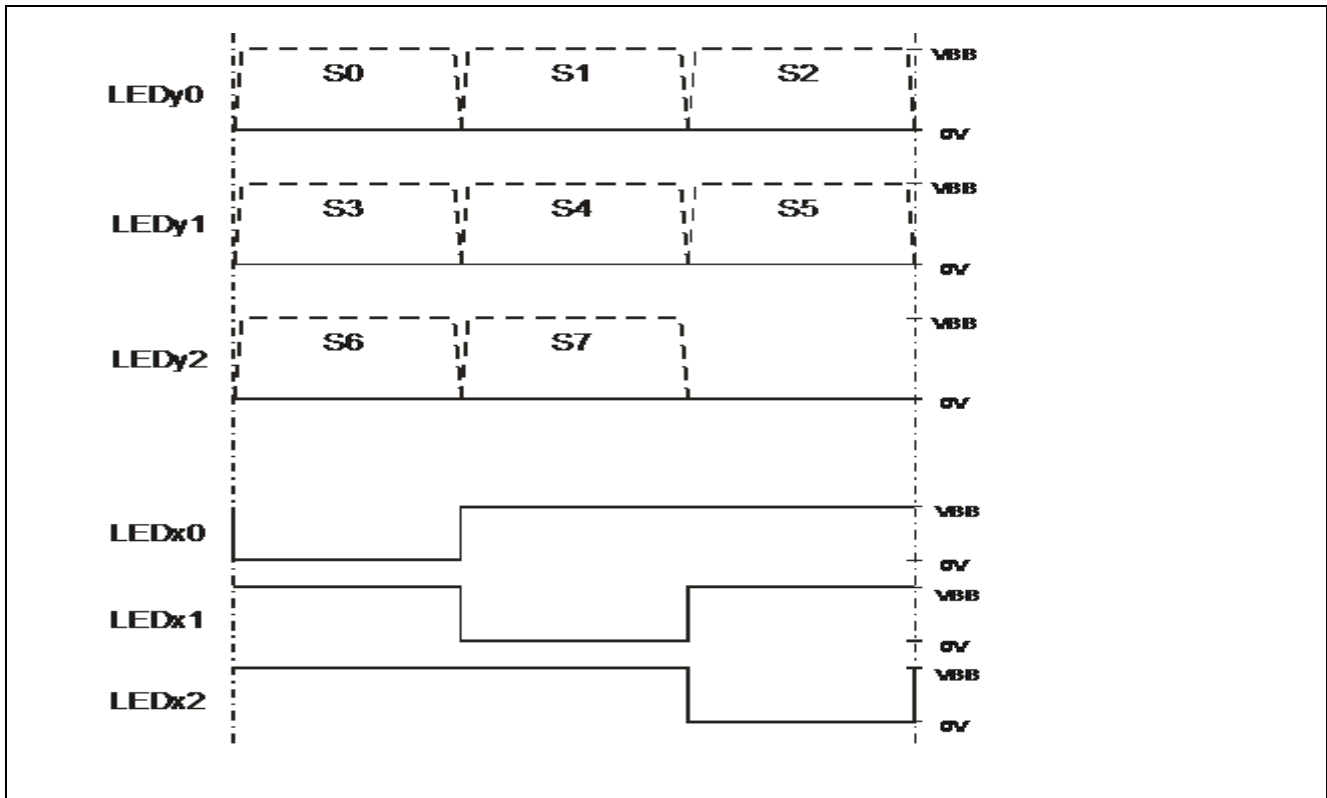 S0 S1 S2 VBB
LEDy0
0V
S3 S4 S5 VBB
LEDy1
0V
S6 S7 VBB
LEDy2
0V
VBB
LEDx0
0V
VBB
LEDx1
0V
VBB
LEDx2
0V